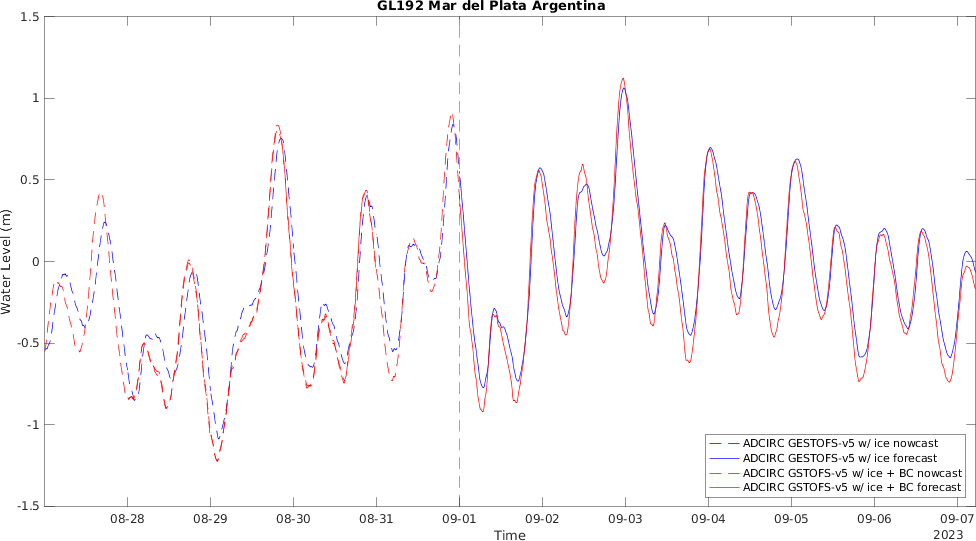 GL192 Mar del Plata Argentina
1.5
1
0.5
0
-0.5
-1
-1.5
Water Level (m)
08-28 08-29 08-30 08-31 09-01 09-02 09-03 09-04 09-05 09-06 09-07
Time
2023
ADCIRC GESTOFS-v5 w/ ice nowcast
ADCIRC GESTOFS-v5 w/ ice forecast
ADCIRC GSTOFS-v5 w/ ice + BC nowcast
ADCIRC GSTOFS-v5 w/ ice + BC forecast